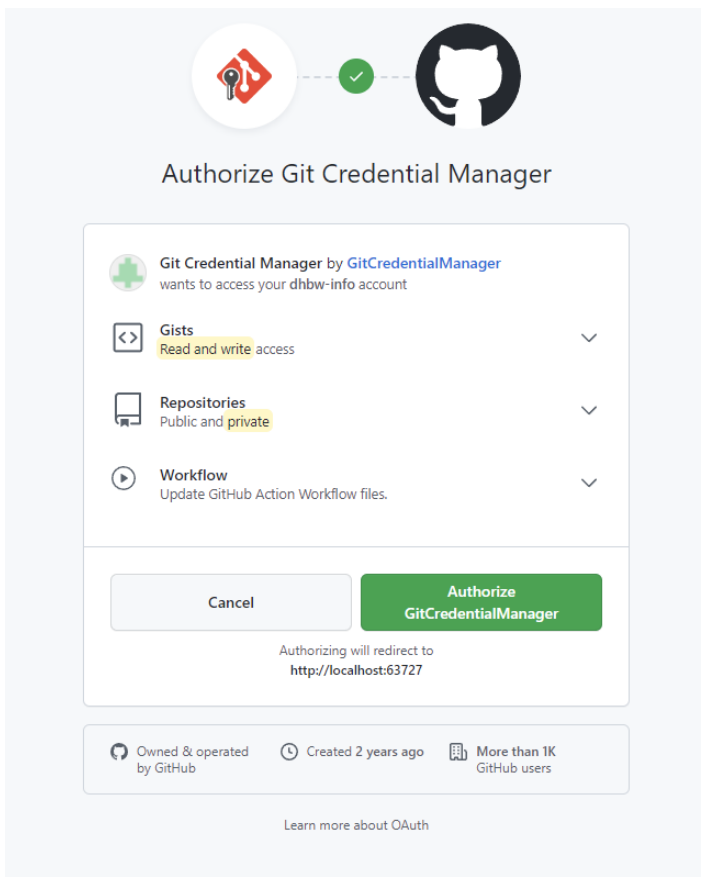 Authorize Git Credential Manager
Git Credential Manager by GitCredentialManager
wants to access your dhbw-info account
Gists
Read and write access
Repositories
Public and private
Workflow
Update GitHub Action Workflow files.
Cancel
Authorize
GitCredentialManager
Authorizing will redirect to
http://localhost:63727
Owned & operated
by GitHub
Created 2 years ago
More than 1K
GitHub users
Learn more about OAuth